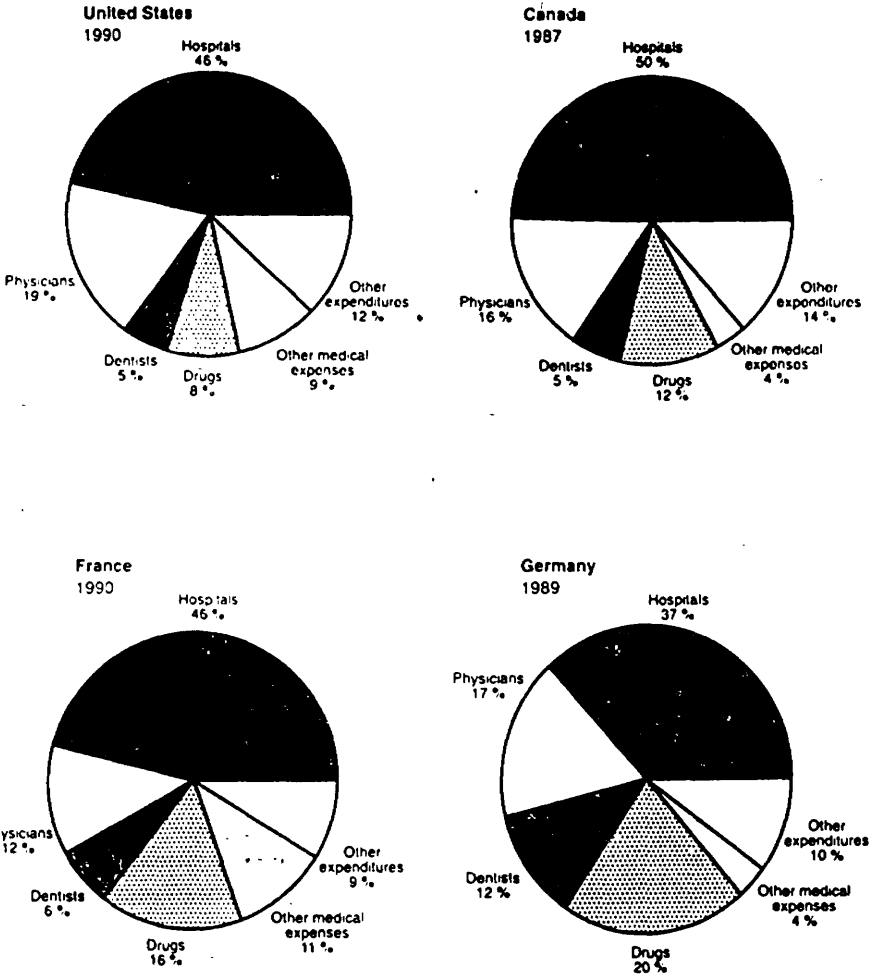 United States
1990
Hospitals
46 %
Physicians
19 %
Dentists
5 %
Drugs
8 %
Other medical
expenses
9 %
Other
expenditures
12 %
Canada
1987
Hospitals
50 %
Physicians
16 %
Dentists
5 %
Drugs
12 %
Other medical
expenses
4 %
Other
expenditures
14 %
France
1990
Hospitals
46 %
ysicians
12 %
Dentists
6 %
Drugs
16 %
Other medical
expenses
11 %
Other
expenditures
9 %
Germany
1989
Hospitals
37 %
Physicians
17 %
Dentists
12 %
Drugs
20 %
Other medical
expenses
4 %
Other
expenditures
10 %